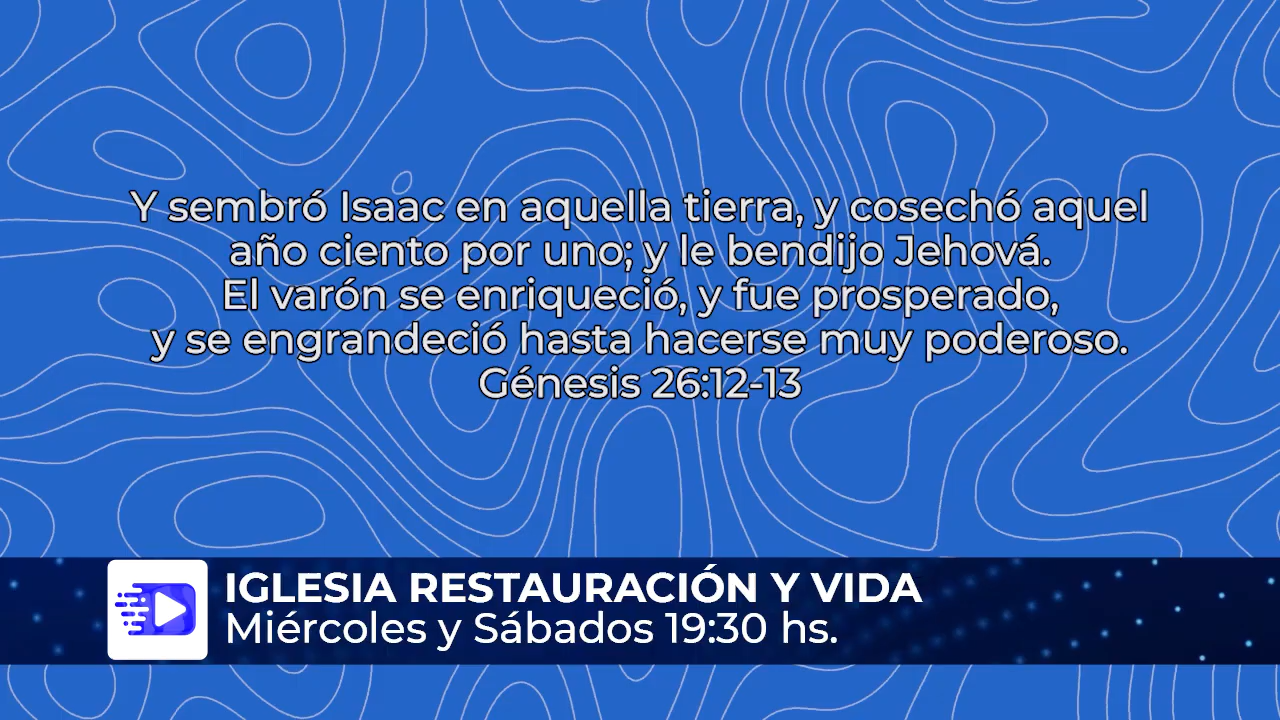 Y sembró Isaac en aquella tierra, y cosechó aquel
año ciento por uno; y le bendijo Jehová.
El varón se enriqueció, y fue prosperado,
y se engrandeció hasta hacerse muy poderoso.
Génesis 26:12-13
IGLESIA RESTAURACIÓN Y VIDA
Miércoles y Sábados 19:30 hs.